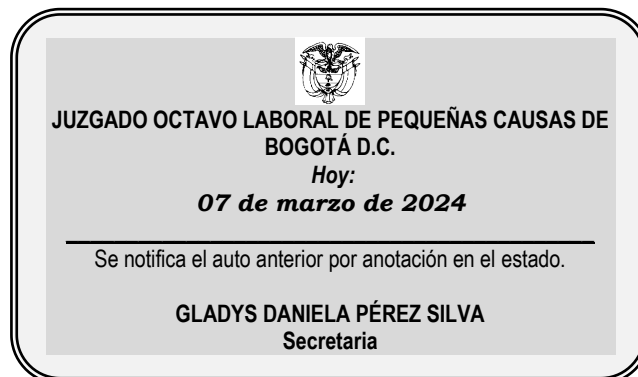 JUZGADO OCTAVO LABORAL DE PEQUEÑAS CAUSAS DE
BOGOTÁ D.C.
Hoy:
07 de marzo de 2024
Se notifica el auto anterior por anotación en el estado.
GLADYS DANIELA PÉREZ SILVA
Secretaria